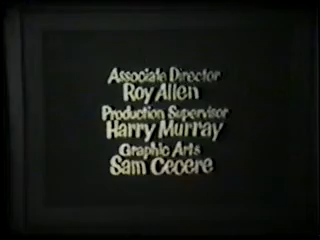 Associate Director
Roy Allen
Production Supervisor
Harry Murray
Graphic Arts
Sam Cecere